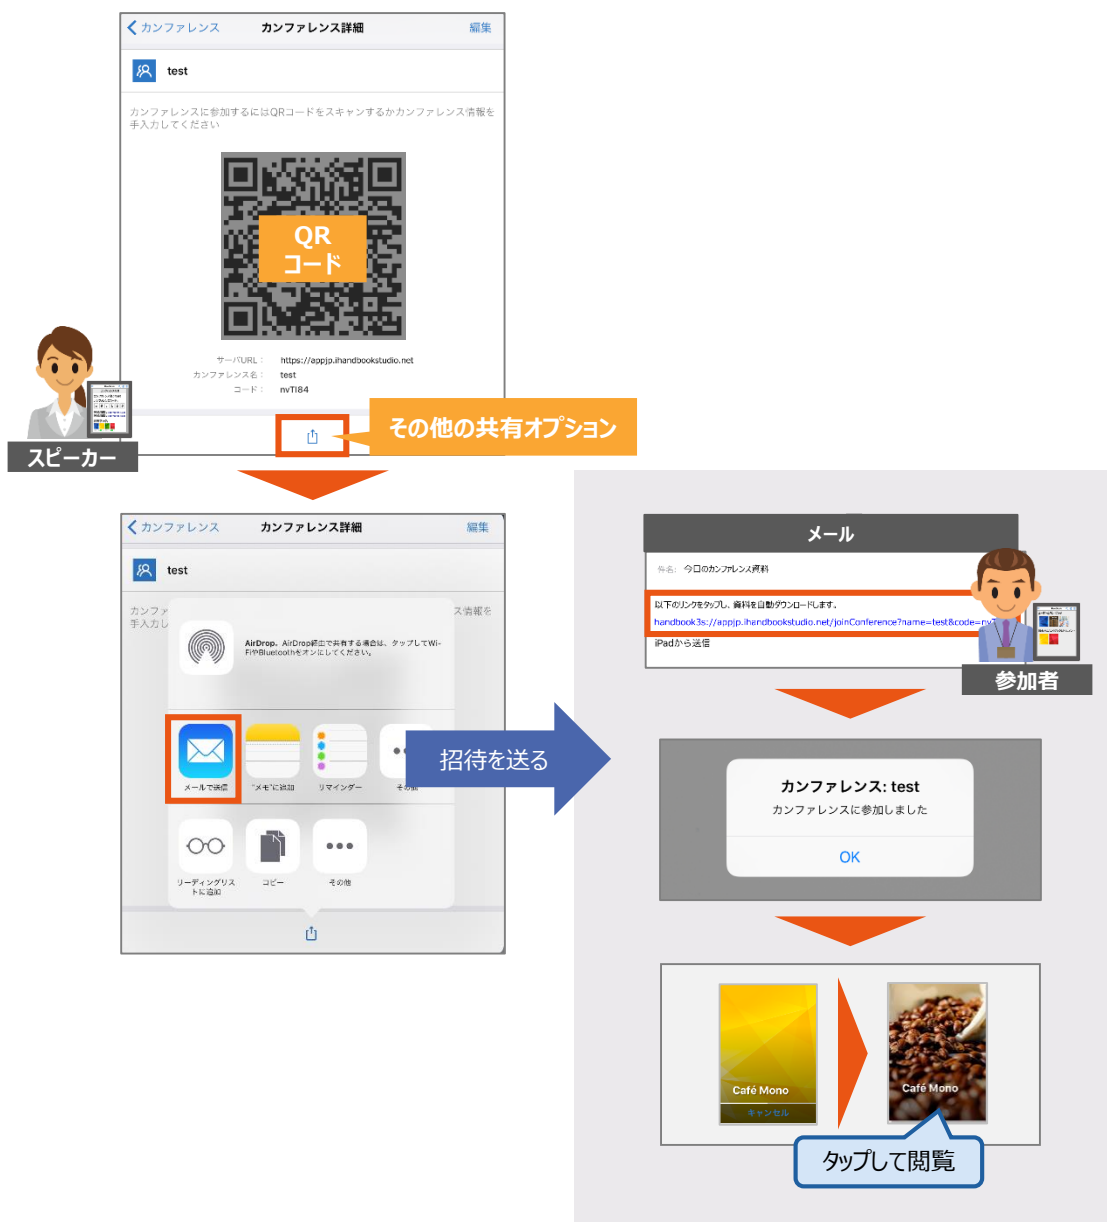 カンファレンス
カンファレンス詳細
編集
test
カンファレンスに参加するにはQRコードをスキャンするかカンファレンス情報を
手入力してください
QR
コード
サーバURL：
https://appjp.ihandbookstudio.net
カンファレンス名：
test
コード：
nvTI84
その他の共有オプション
スピーカー
カンファレンス
カンファレンス詳細
編集
test
カンファ
ス情報を
手入力し
AirDrop。AirDrop経由で共有する場合は、タップしてWi-
FiやBluetoothをオンにしてください。
メールで送信
"メモ"に追加
リマインダー
その他
リーディングリス
トに追加
コピー
その他
招待を送る
メール
件名:
今日のカンファレンス資料
以下のリンクをタップし、資料を自動ダウンロードします。
handbook3s://appjp.ihandbookstudio.net/joinConference?name=test&code=nvT
iPadから送信
参加者
カンファレンス: test
カンファレンスに参加しました
OK
Café Mono
キャンセル
Café Mono
タップして閲覧